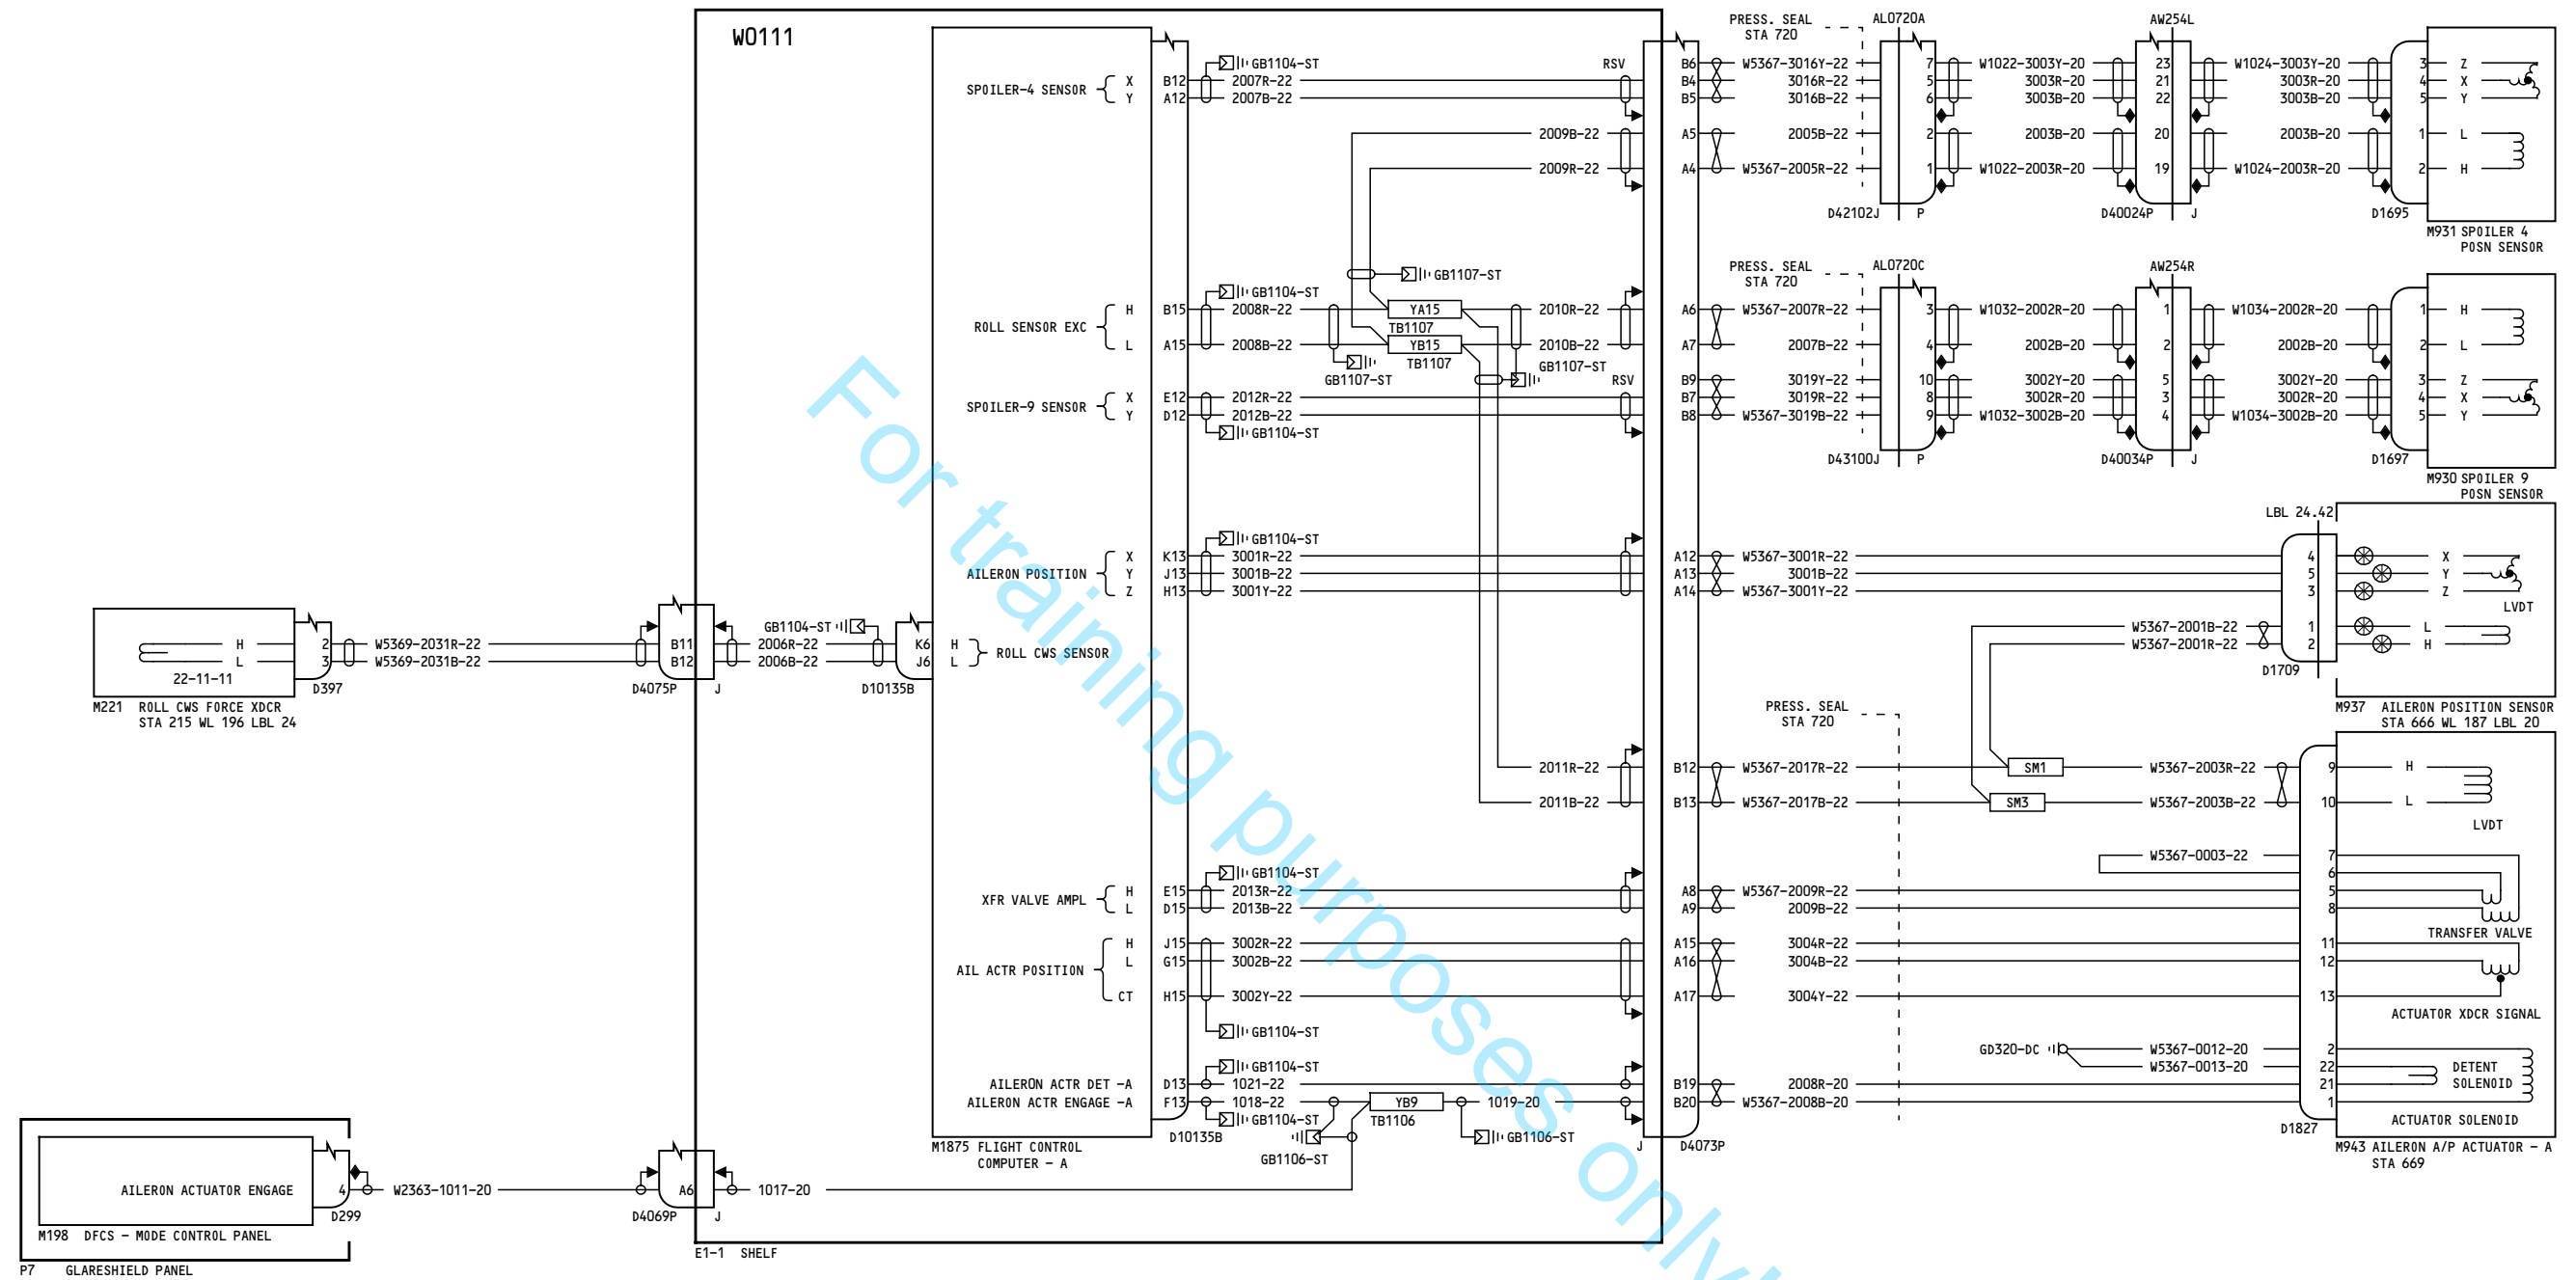 WO111
SPOILER-4 SENSOR
X
Y
B12
A12
GB1104-ST
2007R-22
2007B-22
RSV
B6
B4
B5
PRESS. SEAL
STA 720
W5367-3016Y-22
3016R-22
3016B-22
AL0720A
7
5
6
W1022-3003Y-20
3003R-20
3003B-20
AW254L
23
21
22
W1024-3003Y-20
3003R-20
3003B-20
3
4
5
Z
X
Y
2009B-22
A5
2005B-22
2
2003B-20
20
2003B-20
1
L
2009R-22
A4
W5367-2005R-22
1
W1022-2003R-20
19
W1024-2003R-20
2
H
D42102J
P
D40024P
J
D1695
M931 SPOILER 4
POSN SENSOR
ROLL SENSOR EXC
H
L
B15
A15
GB1104-ST
2008R-22
2008B-22
GB1107-ST
GB1107-ST
YA15
TB1107
YB15
TB1107
2010R-22
2010B-22
GB1107-ST
A6
A7
PRESS. SEAL
STA 720
W5367-2007R-22
2007B-22
AL0720C
3
4
W1032-2002R-20
2002B-20
AW254R
1
2
W1034-2002R-20
2002B-20
1
2
H
L
SPOILER-9 SENSOR
X
Y
E12
D12
2012R-22
2012B-22
GB1104-ST
RSV
B9
B7
B8
3019Y-22
3019R-22
W5367-3019B-22
10
8
9
3002Y-20
3002R-20
W1032-3002B-20
5
3
4
3002Y-20
3002R-20
W1034-3002B-20
3
4
5
Z
X
Y
D43100J
P
D40034P
J
D1697
M930 SPOILER 9
POSN SENSOR
AILERON POSITION
X
Y
Z
K13
J13
H13
GB1104-ST
3001R-22
3001B-22
3001Y-22
A12
A13
A14
W5367-3001R-22
3001B-22
W5367-3001Y-22
LBL 24.42
4
5
3
X
Y
Z
LVDT
W5367-2001B-22
W5367-2001R-22
1
2
L
H
D1709
M937 AILERON POSITION SENSOR
STA 666 WL 187 LBL 20
H
L
22-11-11
2
3
D397
M221 ROLL CWS FORCE XDCR
STA 215 WL 196 LBL 24
W5369-2031R-22
W5369-2031B-22
B11
B12
D4075P
J
GB1104-ST
2006R-22
2006B-22
K6
J6
D10135B
H
L
ROLL CWS SENSOR
PRESS. SEAL
STA 720
2011R-22
2011B-22
B12
B13
W5367-2017R-22
W5367-2017B-22
SM1
SM3
W5367-2003R-22
W5367-2003B-22
9
10
H
L
LVDT
W5367-0003-22
7
6
5
8
TRANSFER VALVE
XFR VALVE AMPL
H
L
E15
D15
GB1104-ST
2013R-22
2013B-22
A8
A9
W5367-2009R-22
2009B-22
AIL ACTR POSITION
H
L
CT
J15
G15
H15
3002R-22
3002B-22
3002Y-22
GB1104-ST
A15
A16
A17
3004R-22
3004B-22
3004Y-22
11
12
13
ACTUATOR XDCR SIGNAL
GD320-DC
W5367-0012-20
W5367-0013-20
2
22
21
1
DETENT
SOLENOID
ACTUATOR SOLENOID
AILERON ACTR DET -A
AILERON ACTR ENGAGE -A
D13
F13
GB1104-ST
1021-22
1018-22
GB1104-ST
YB9
TB1106
1019-20
GB1106-ST
GB1106-ST
B19
B20
2008R-20
W5367-2008B-20
D1827
M943 AILERON A/P ACTUATOR - A
STA 669
D10135B
M1875 FLIGHT CONTROL
COMPUTER - A
J
D4073P
AILERON ACTUATOR ENGAGE
4
D299
M198 DFCS - MODE CONTROL PANEL
P7 GLARESHIELD PANEL
W2363-1011-20
A6
D4069P
J
1017-20
E1-1 SHELF
For training purposes only!